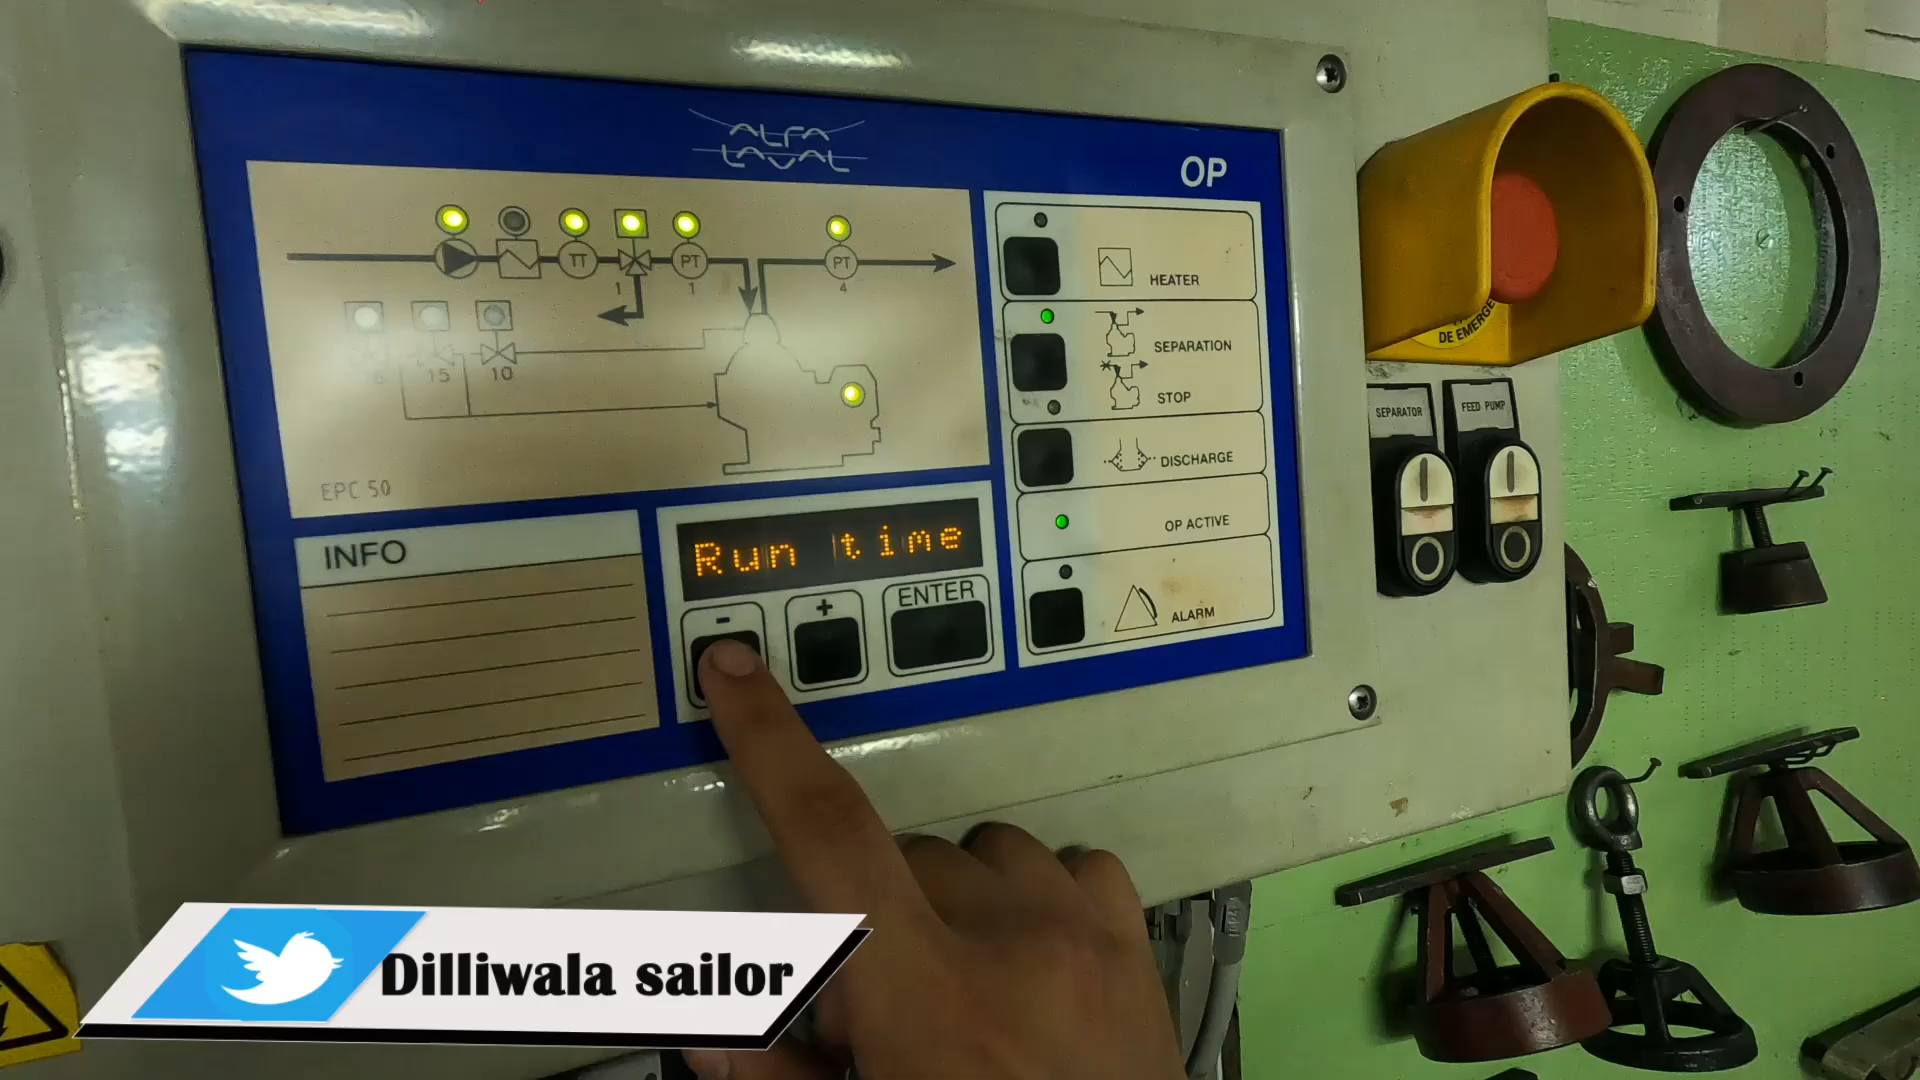 ALFA
LAVAL
OP
TT
PT
PT
1
1
4
15
10
EPC 50
HEATER
SEPARATION
STOP
DISCHARGE
OP ACTIVE
ALARM
INFO
Run time
-
+
ENTER
DE EMERGE
SEPARATOR
FEED PUMP
Dilliwala sailor